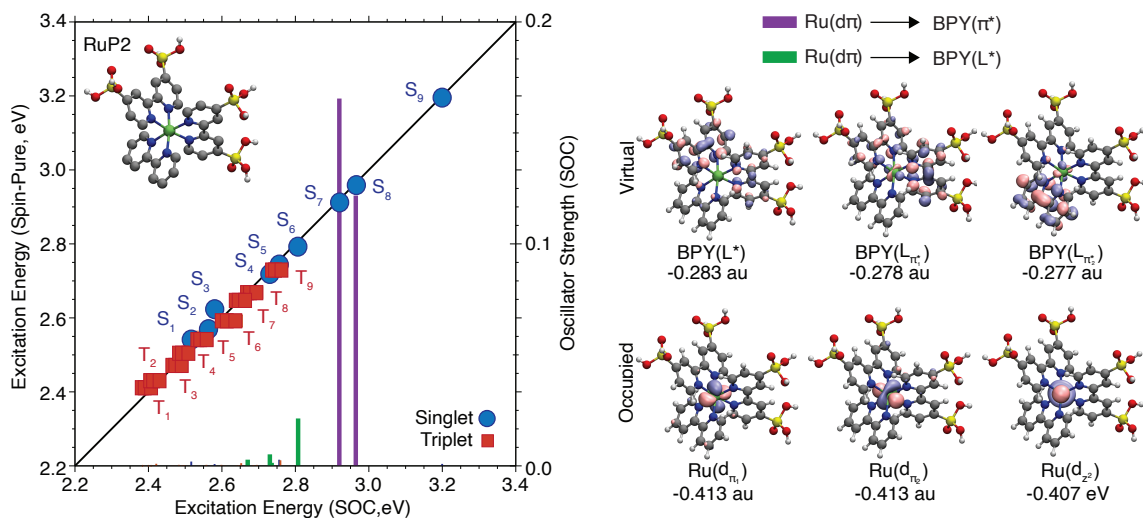 RuP2
Excitation Energy (Spin-Pure, eV)
3.4
3.2
3.0
2.8
2.6
2.4
2.2
S9
S8
S7
S6
S5
S4
S3
S2
S1
T9
T8
T7
T6
T5
T4
T3
T2
T1
Singlet
Triplet
2.2 2.4 2.6 2.8 3.0 3.2 3.4
Excitation Energy (SOC,eV)
0.2
0.1
0.0
Oscillator Strength (SOC)
Ru(dπ) BPY(π*)
Ru(dπ) BPY(L*)
Virtual
BPY(L*) BPY(Lπ*1) BPY(Lπ*2)
-0.283 au -0.278 au -0.277 au
Occupied
Ru(dπ1) Ru(dπ2) Ru(dz2)
-0.413 au -0.413 au -0.407 eV